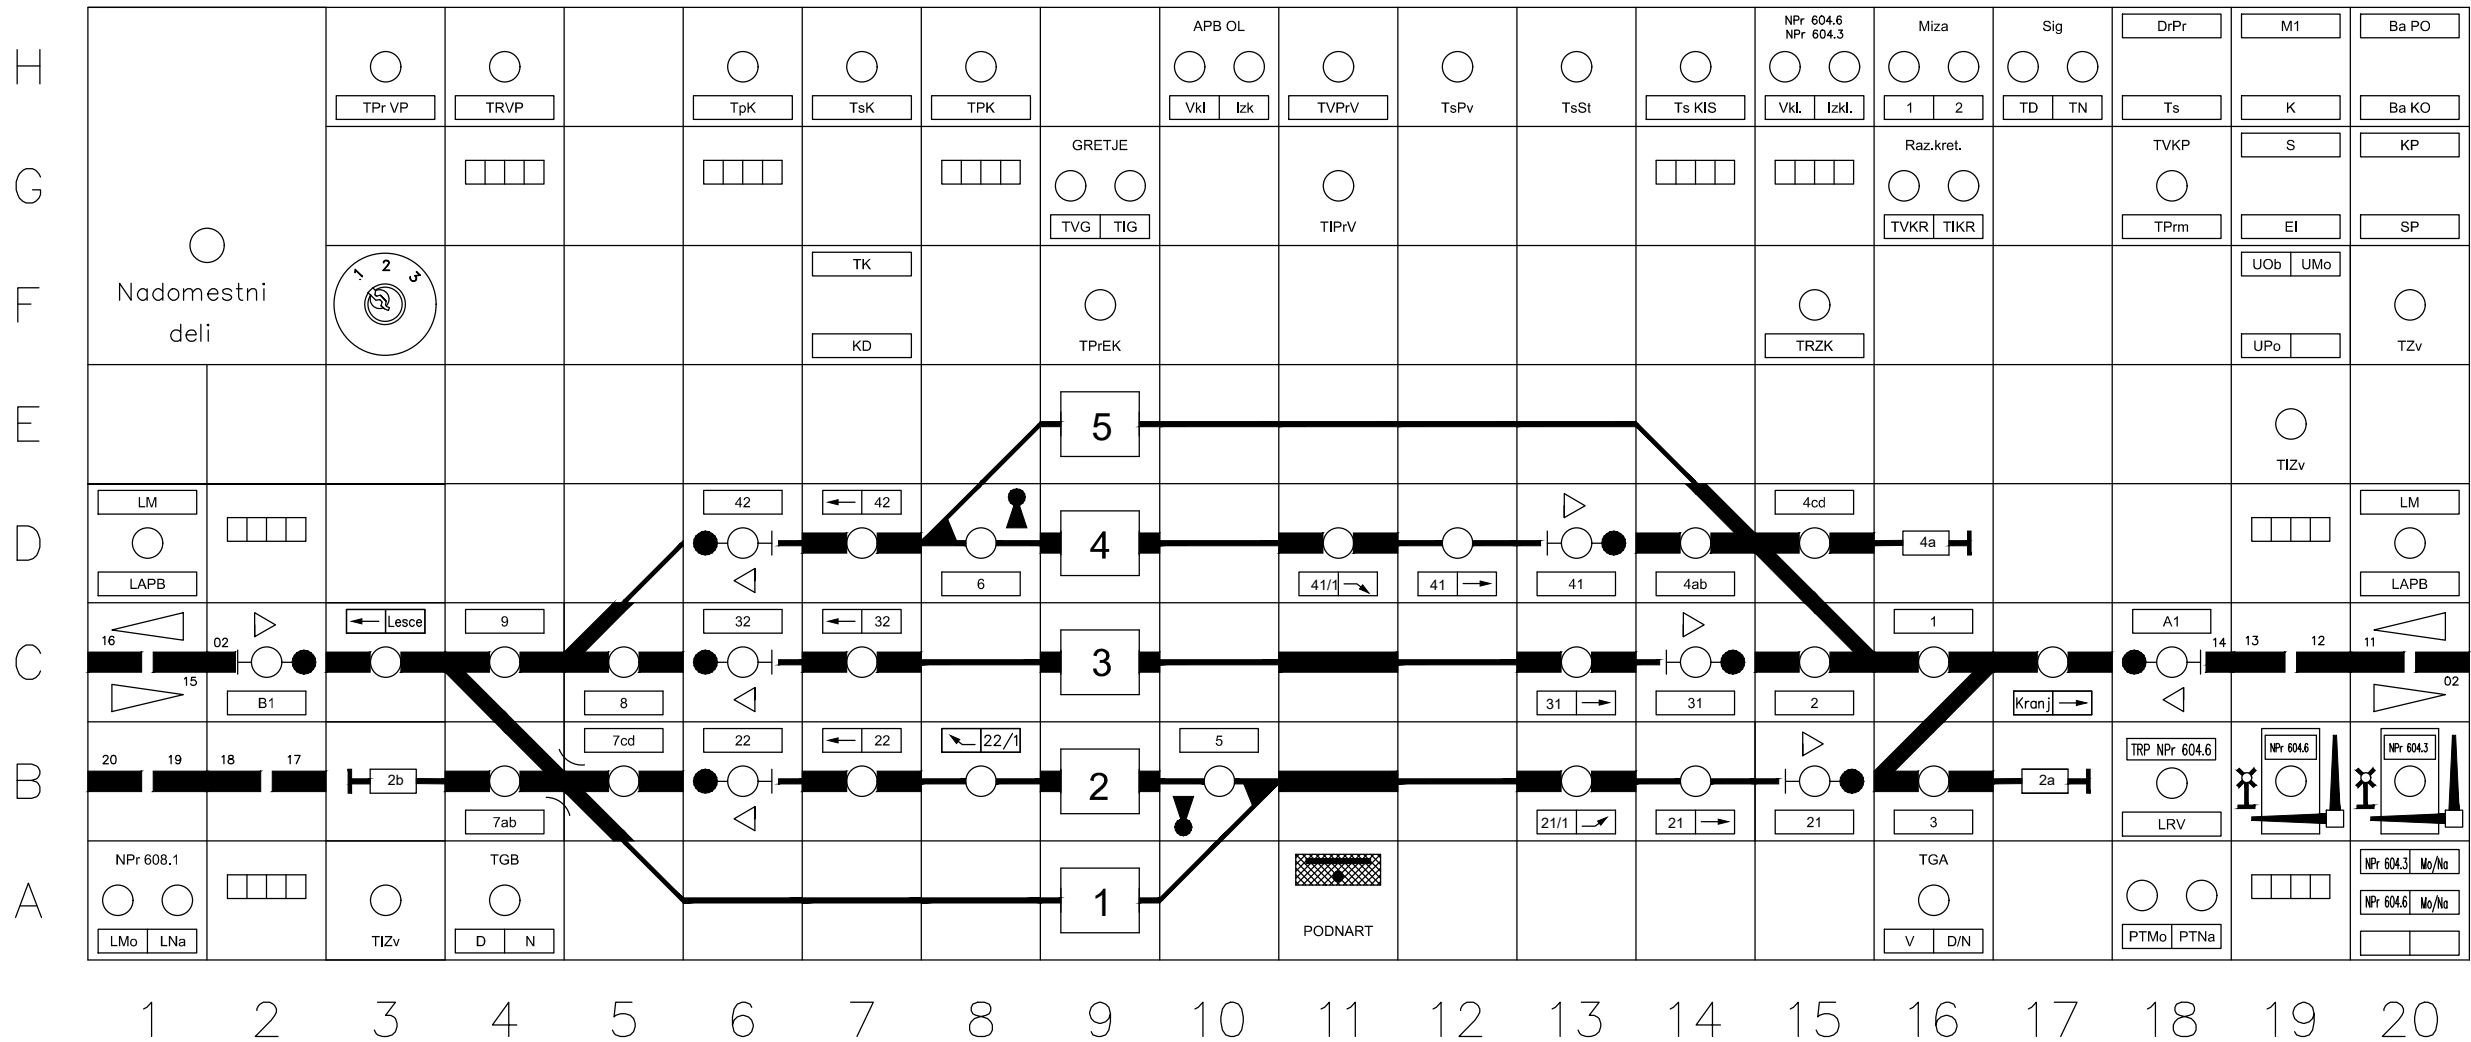 H
APB OL
NPr 604.6
NPr 604.3
Miza
Sig
DrPr
M1
Ba PO
TPr VP
TRVP
TpK
TsK
TPK
Vkl Izk
TVPrV
TsPv
TsSt
Ts KIS
Vkl. Izkl.
1 2
TD TN
Ts
K
Ba KO
G
GRETJE
Raz.kret.
TVKP
S
KP
TVG TIG
TIPrV
TVKR TIKR
TPrm
EI
SP
Nadomestni
deli
F
1 2 3
TK
UOb UMo
KD
TPrEK
TRZK
UPo
TZv
E
5
TIZv
D
LM
42
42
4cd
LM
4
4a
LAPB
6
41/1
41
41
4ab
LAPB
C
16
02
Lesce
9
32
32
1
A1
14
13
12
11
3
15
B1
8
31
31
2
Kranj
02
B
20
19
18
17
7cd
22
22
22/1
5
TRP NPr 604.6
NPr 604.6
NPr 604.3
2b
2
2a
7ab
21/1
21
21
3
LRV
A
NPr 608.1
TGB
TGA
NPr 604.3 Mo/Na
1
NPr 604.6 Mo/Na
PODNART
LMo LNa
TIZv
D N
V D/N
PTMo PTNa
1 2 3 4 5 6 7 8 9 10 11 12 13 14 15 16 17 18 19 20